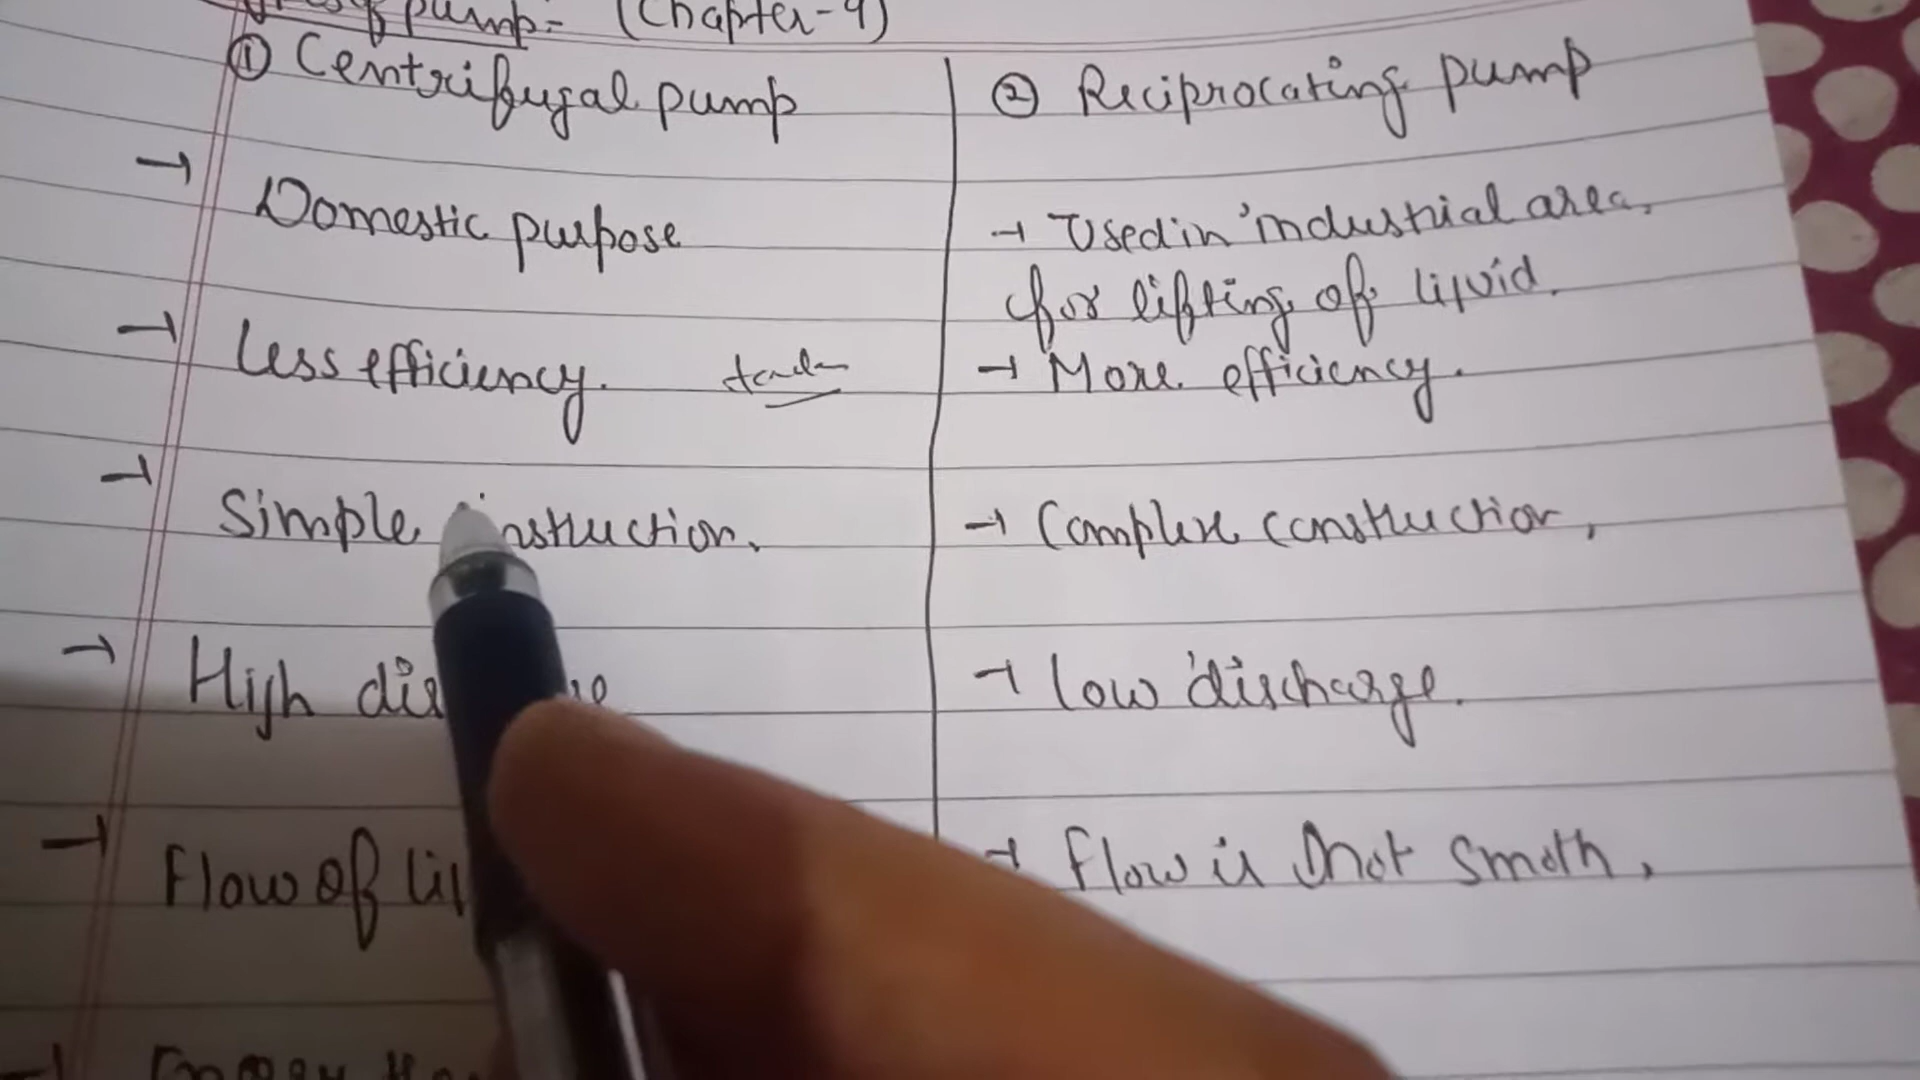 pump:- (Chapter-9)
① Centrifugal pump
→ Domestic purpose
→ Less efficiency.
→ Simple
High
Flow of
② Reciprocating pump
→ Used in industrial area,
for lifting of liquid.
→ More efficiency.
→ Complex construction,
→ Low discharge.
→ Flow is not smoth,